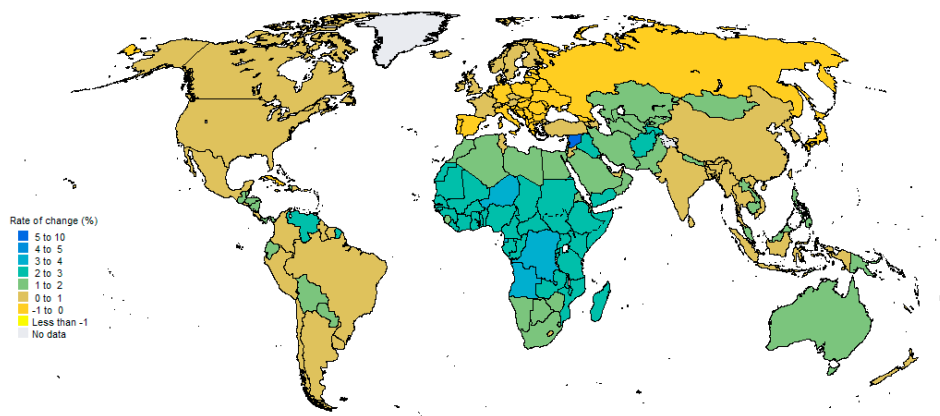 Rate of change (%)
5 to 10
4 to 5
3 to 4
2 to 3
1 to 2
0 to 1
-1 to 0
Less than -1
No data